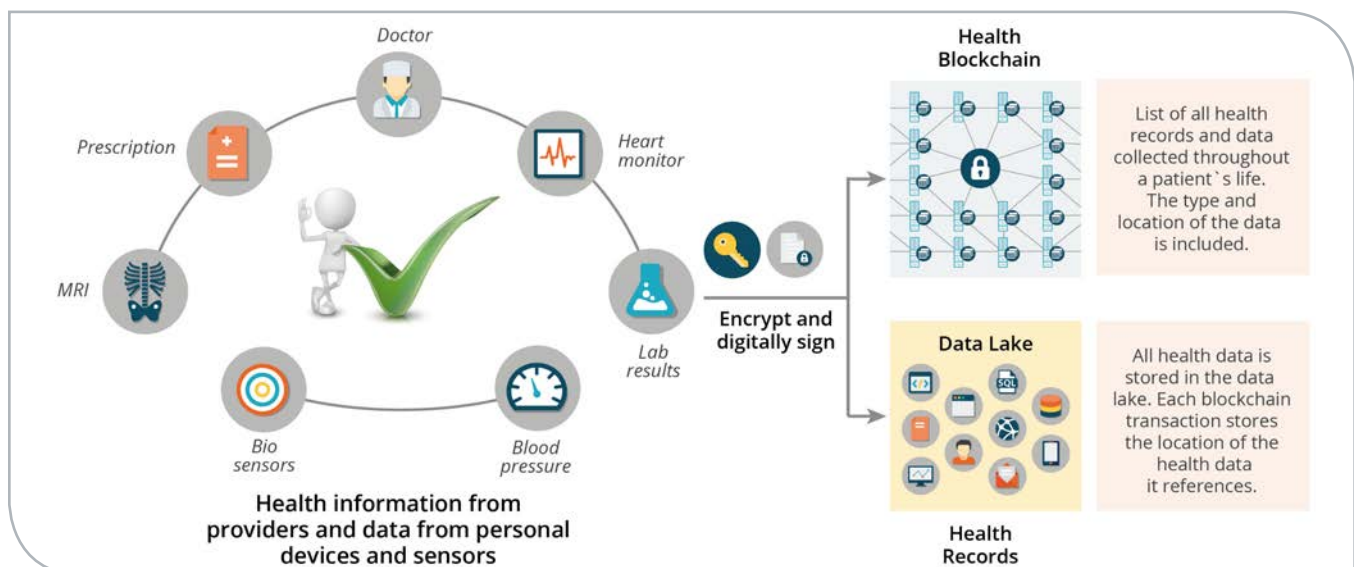 Doctor
Prescription
Heart
monitor
MRI
Lab
results
Bio
sensors
Blood
pressure
Health information from
providers and data from personal
devices and sensors
Encrypt and
digitally sign
Health
Blockchain
List of all health
records and data
collected throughout
a patient`s life.
The type and
location of the data
is included.
Data Lake
SQL
Health
Records
All health data is
stored in the data
lake. Each blockchain
transaction stores
the location of the
health data
it references.